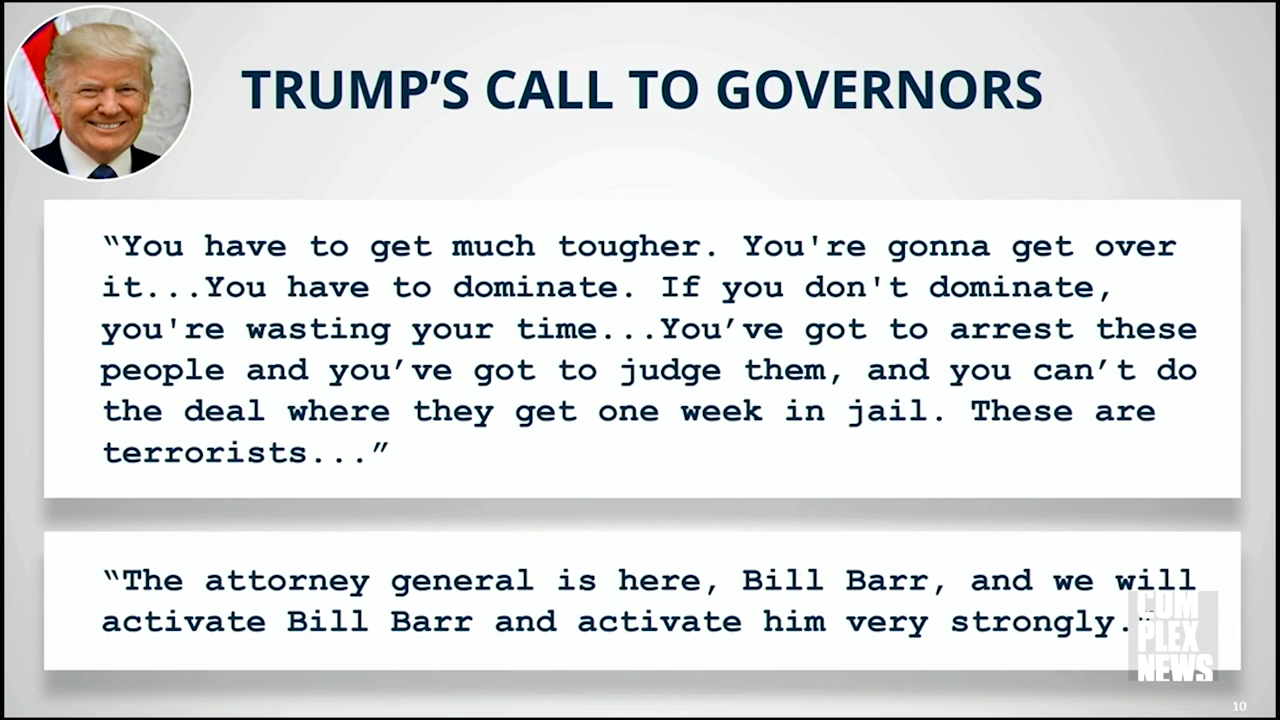 TRUMP’S CALL TO GOVERNORS
“You have to get much tougher. You're gonna get over
it...You have to dominate. If you don't dominate,
you're wasting your time...You’ve got to arrest these
people and you’ve got to judge them, and you can’t do
the deal where they get one week in jail. These are
terrorists...”
“The attorney general is here, Bill Barr, and we will
activate Bill Barr and activate him very strongly.”
COM
PLEX
NEWS
10